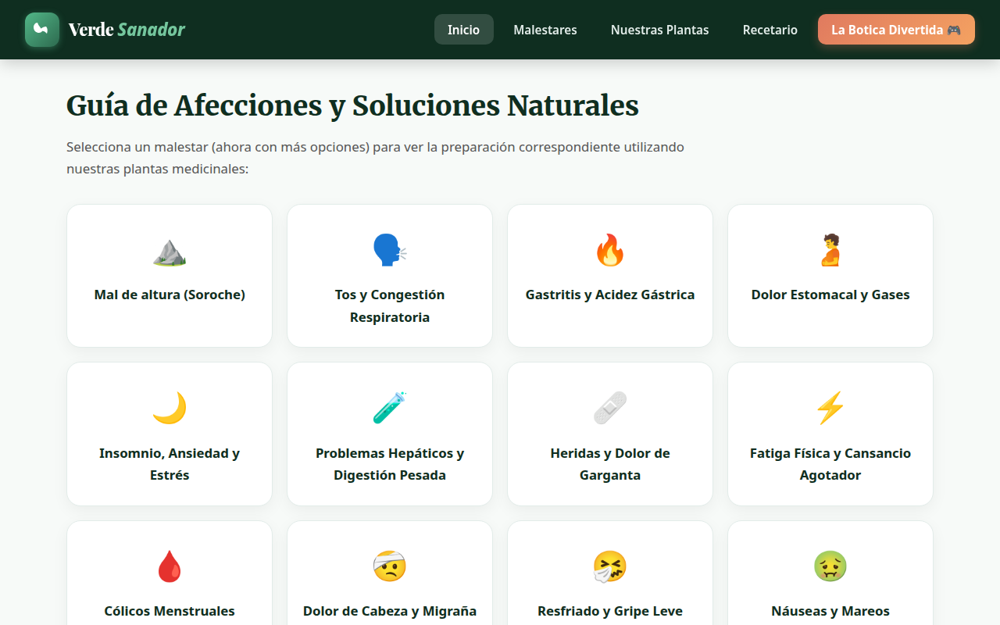 Verde Sanador
Inicio
Malestares
Nuestras Plantas
Recetario
La Botica Divertida 🎮
Guía de Afecciones y Soluciones Naturales
Selecciona un malestar (ahora con más opciones) para ver la preparación correspondiente utilizando
nuestras plantas medicinales:
Mal de altura (Soroche)
Tos y Congestión
Respiratoria
Gastritis y Acidez Gástrica
Dolor Estomacal y Gases
Insomnio, Ansiedad y
Estrés
Problemas Hepáticos y
Digestión Pesada
Heridas y Dolor de
Garganta
Fatiga Física y Cansancio
Agotador
Cólicos Menstruales
Dolor de Cabeza y Migraña
Resfriado y Gripe Leve
Náuseas y Mareos